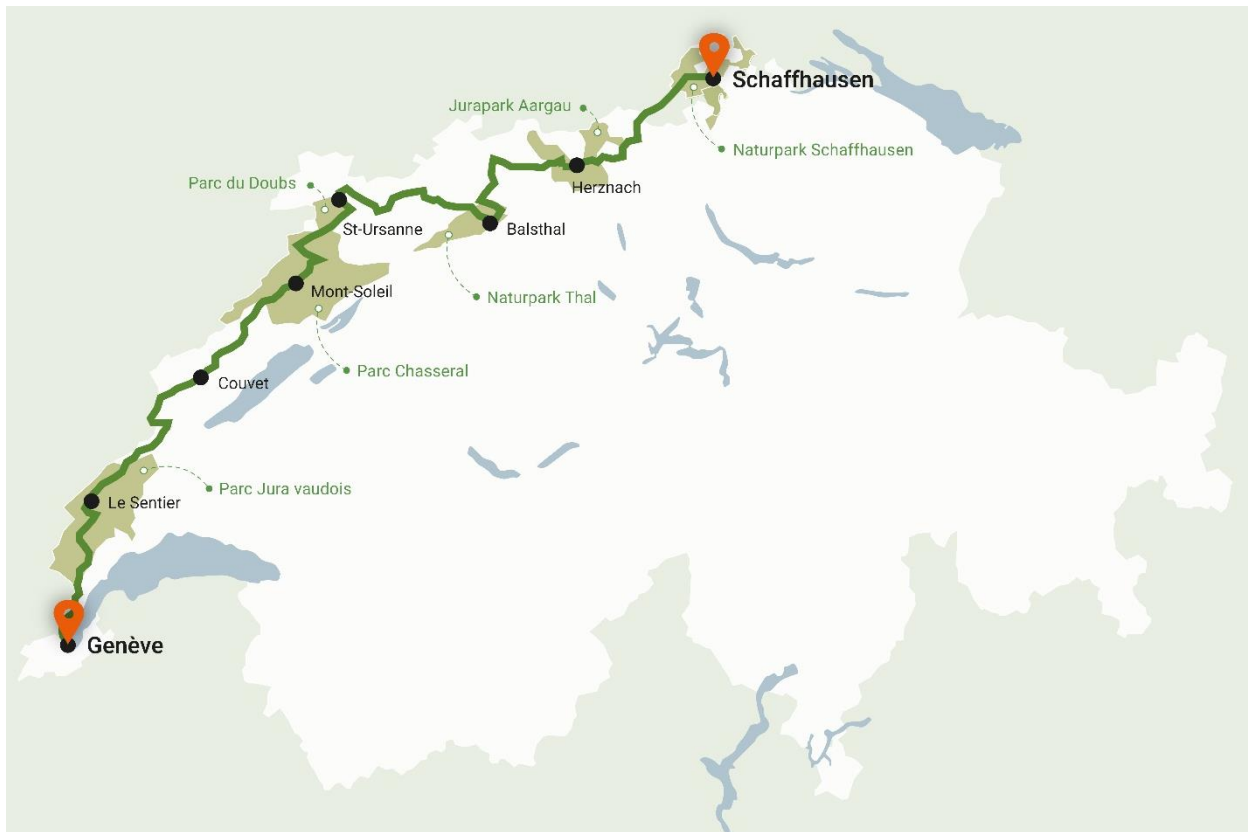 Schaffhausen
Jurapark Aargau
Naturpark Schaffhausen
Herznach
Parc du Doubs
St-Ursanne
Balsthal
Mont-Soleil
Naturpark Thal
Parc Chasseral
Couvet
Parc Jura vaudois
Le Sentier
Genève